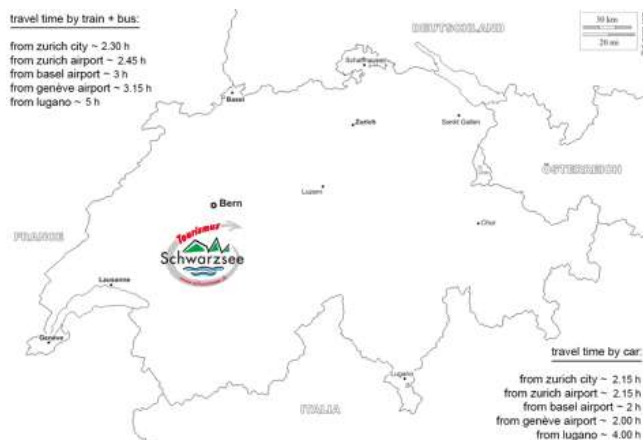 travel time by train + bus:
from zurich city ~ 2.30 h
from zurich airport ~ 2.45 h
from basel airport ~ 3 h
from genève airport ~ 3.15 h
from lugano ~ 5 h
DEUTSCHLAND
30 km
20 mi
Schaffhausen
Basel
Zurich
Sankt Gallen
ÖSTERREICH
Luzern
Bern
Chur
FRANCE
Tourismus
Schwarzsee
Lausanne
Genève
Lugano
ITALIA
travel time by car:
from zurich city ~ 2.15 h
from zurich airport ~ 2.15 h
from basel airport ~ 2 h
from genève airport ~ 2.00 h
from lugano ~ 4.00 h